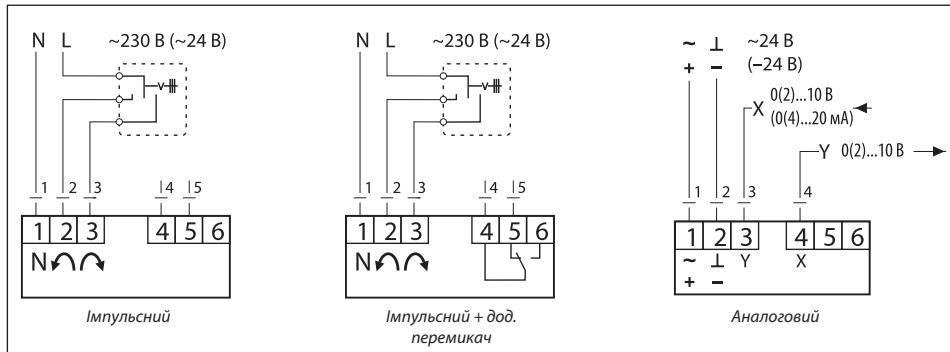 N L ~230 В (~24 В)
1 2 3 4 5
1 2 3 4 5 6
N
Імпульсний
N L ~230 В (~24 В)
1 2 3 4 5
1 2 3 4 5 6
N
Імпульсний + дод.
перемикач
~ ⊥ ~24 В
+ − (−24 В)
X 0(2)...10 В
(0(4)...20 мА)
Y 0(2)...10 В
1 2 3 4
1 2 3 4 5 6
~ ⊥ Y X
+ −
Аналоговий